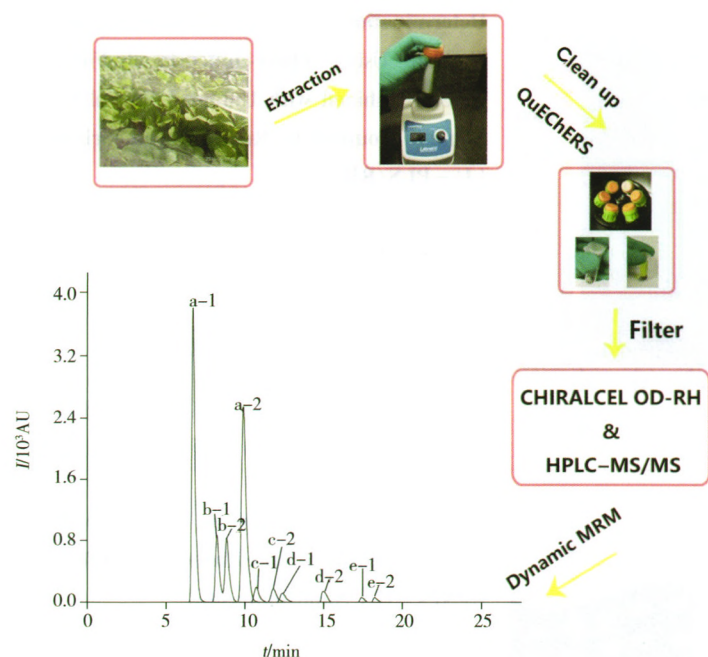 Extraction
Clean up
QuEChERS
Filter
CHIRALCEL OD-RH
&
HPLC-MS/MS
Dynamic MRM
I/10³AU
4.0
3.2
2.4
1.6
0.8
0.0
a-1
a-2
b-1
b-2
c-1
c-2
d-1
d-2
e-1
e-2
0 5 10 15 20 25
t/min